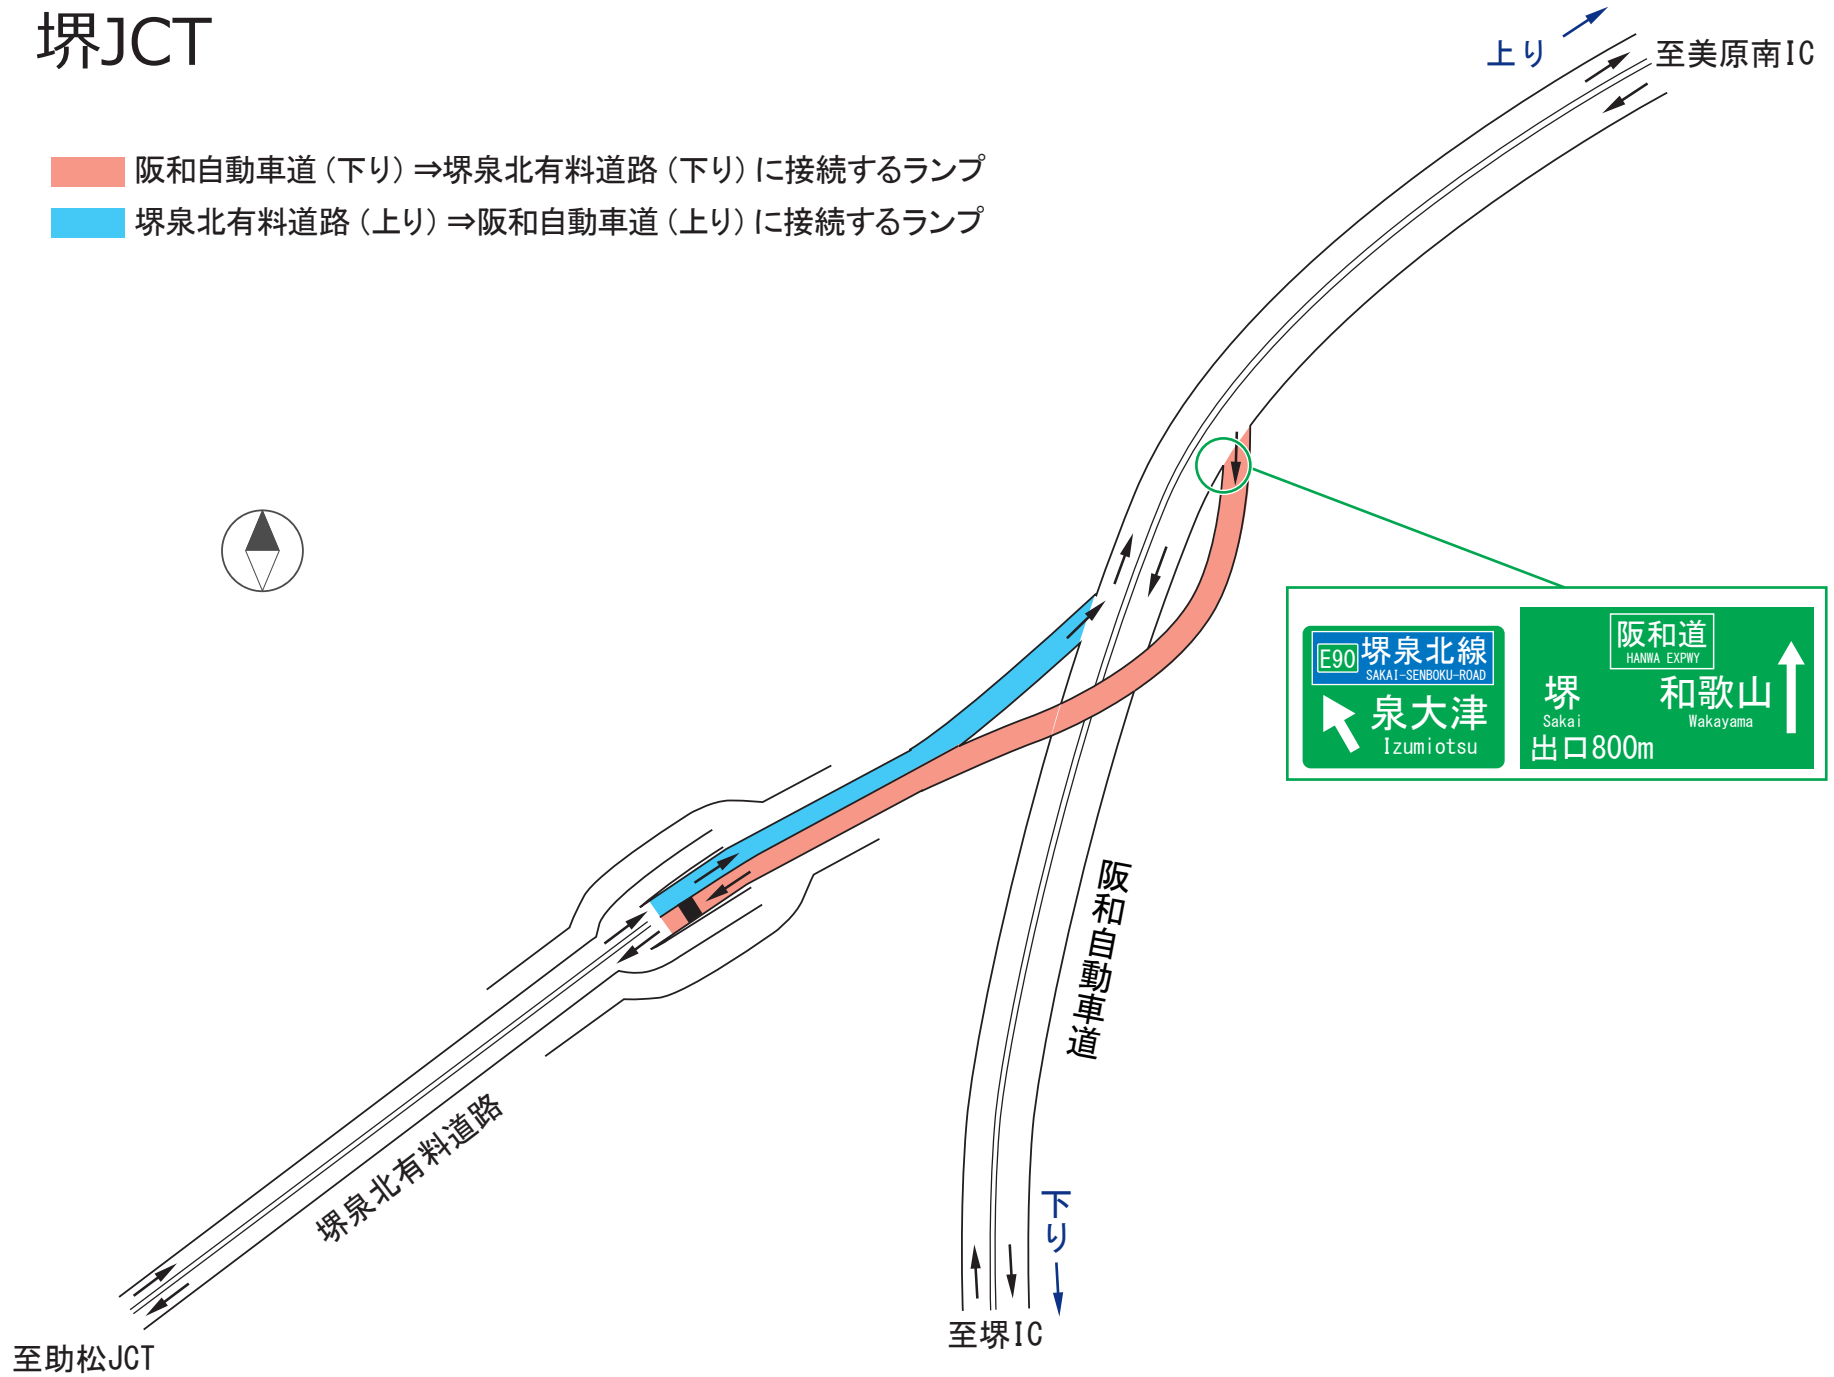 堺JCT
上り
至美原南IC
阪和自動車道(下り)⇒堺泉北有料道路(下り)に接続するランプ
堺泉北有料道路(上り)⇒阪和自動車道(上り)に接続するランプ
E90 堺泉北線
SAKAI-SENBOKU-ROAD
泉大津
Izumiotsu
阪和道
HANWA EXPWY
堺 和歌山
Sakai Wakayama
出口800m
阪和自動車道
堺泉北有料道路
下り
至堺IC
至助松JCT